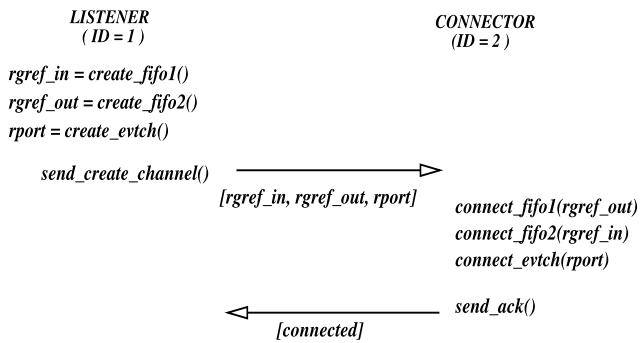 LISTENER
( ID = 1 )
CONNECTOR
(ID = 2 )
rgref_in = create_fifo1()
rgref_out = create_fifo2()
rport = create_evtch()
send_create_channel()
[rgref_in, rgref_out, rport]
connect_fifo1(rgref_out)
connect_fifo2(rgref_in)
connect_evtch(rport)
send_ack()
[connected]